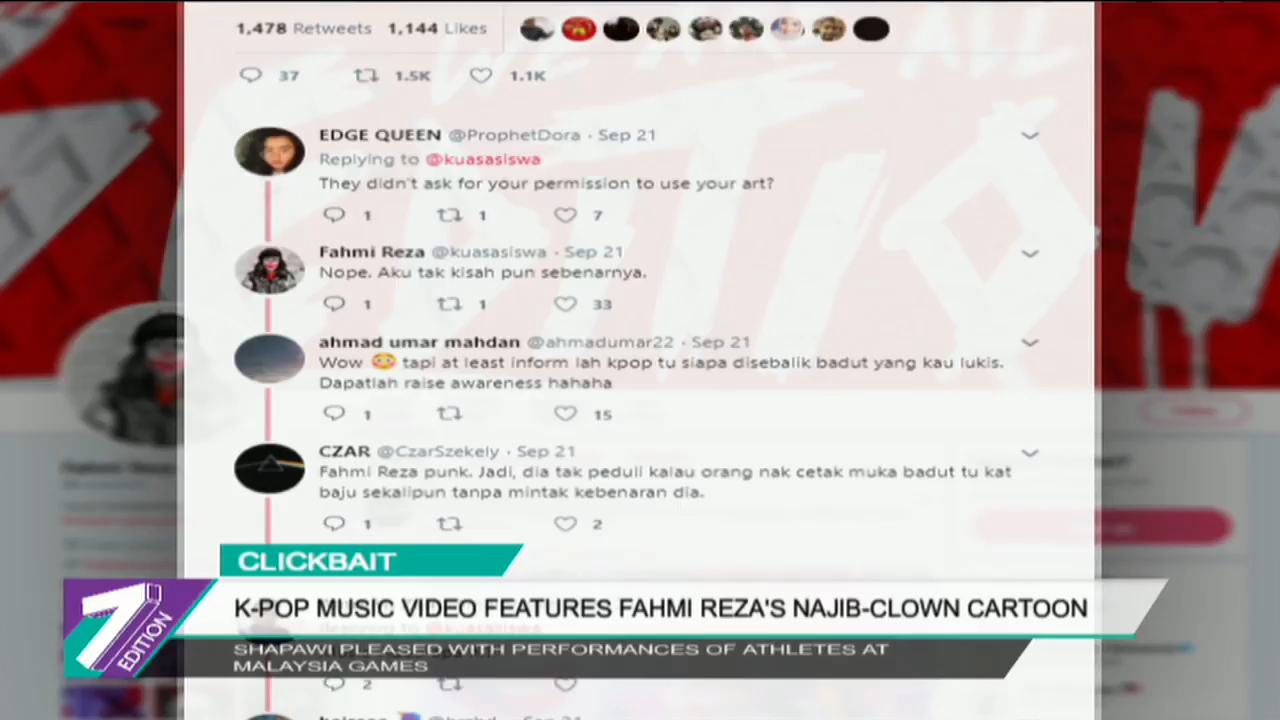 1,478 Retweets 1,144 Likes
37 1.5K 1.1K
EDGE QUEEN @ProphetDora · Sep 21
Replying to @kuasasiswa
They didn't ask for your permission to use your art?
1 1 7
Fahmi Reza @kuasasiswa · Sep 21
Nope. Aku tak kisah pun sebenarnya.
1 1 33
ahmad umar mahdan @ahmadumar22 · Sep 21
Wow 😳 tapi at least inform lah kpop tu siapa disebalik badut yang kau lukis.
Dapatlah raise awareness hahaha
1 15
CZAR @CzarSzekely · Sep 21
Fahmi Reza punk. Jadi, dia tak peduli kalau orang nak cetak muka badut tu kat
baju sekalipun tanpa mintak kebenaran dia.
1 2
CLICKBAIT
7 EDITION
K-POP MUSIC VIDEO FEATURES FAHMI REZA'S NAJIB-CLOWN CARTOON
Replying to @kuasasiswa
SHAPAWI PLEASED WITH PERFORMANCES OF ATHLETES AT
MALAYSIA GAMES
2
Sep 21